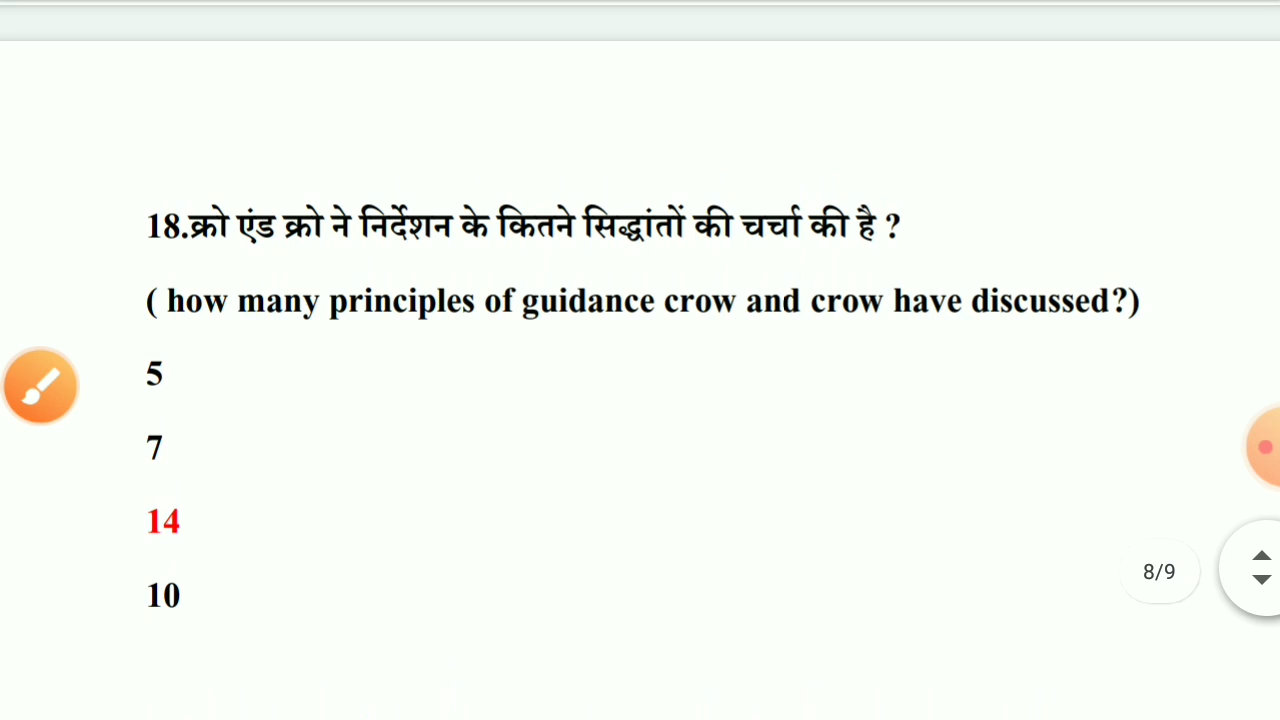 18.क्रो एंड क्रो ने निर्देशन के कितने सिद्धांतों की चर्चा की है ?
( how many principles of guidance crow and crow have discussed?)
5
7
14
10
8/9